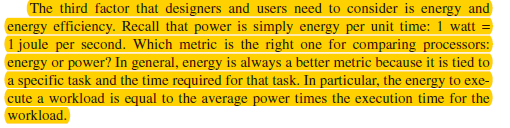 The third factor that designers and users need to consider is energy and
energy efficiency. Recall that power is simply energy per unit time: 1 watt =
1 joule per second. Which metric is the right one for comparing processors:
energy or power? In general, energy is always a better metric because it is tied to
a specific task and the time required for that task. In particular, the energy to exe-
cute a workload is equal to the average power times the execution time for the
workload.